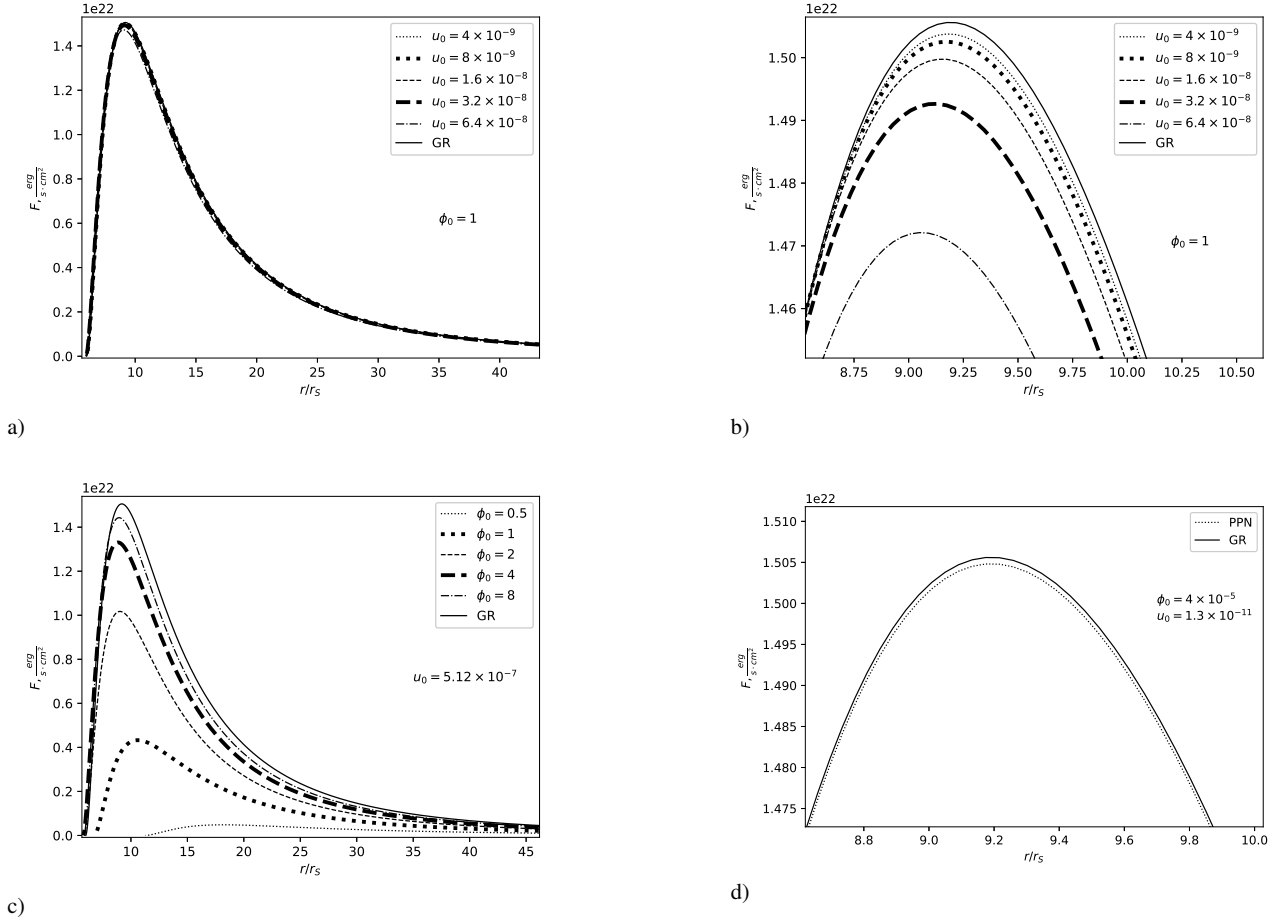 1e22
1.4
1.2
1.0
0.8
0.6
0.4
0.2
0.0
F, erg/s·cm²
10 15 20 25 30 35 40
r/r_S
u₀ = 4 × 10⁻⁹
u₀ = 8 × 10⁻⁹
u₀ = 1.6 × 10⁻⁸
u₀ = 3.2 × 10⁻⁸
u₀ = 6.4 × 10⁻⁸
GR
ϕ₀ = 1
a)
1e22
1.50
1.49
1.48
1.47
1.46
F, erg/s·cm²
8.75 9.00 9.25 9.50 9.75 10.00 10.25 10.50
r/r_S
u₀ = 4 × 10⁻⁹
u₀ = 8 × 10⁻⁹
u₀ = 1.6 × 10⁻⁸
u₀ = 3.2 × 10⁻⁸
u₀ = 6.4 × 10⁻⁸
GR
ϕ₀ = 1
b)
1e22
1.4
1.2
1.0
0.8
0.6
0.4
0.2
0.0
F, erg/s·cm²
10 15 20 25 30 35 40 45
r/r_S
ϕ₀ = 0.5
ϕ₀ = 1
ϕ₀ = 2
ϕ₀ = 4
ϕ₀ = 8
GR
u₀ = 5.12 × 10⁻⁷
c)
1e22
1.510
1.505
1.500
1.495
1.490
1.485
1.480
1.475
F, erg/s·cm²
8.8 9.0 9.2 9.4 9.6 9.8 10.0
r/r_S
PPN
GR
ϕ₀ = 4 × 10⁻⁵
u₀ = 1.3 × 10⁻¹¹
d)